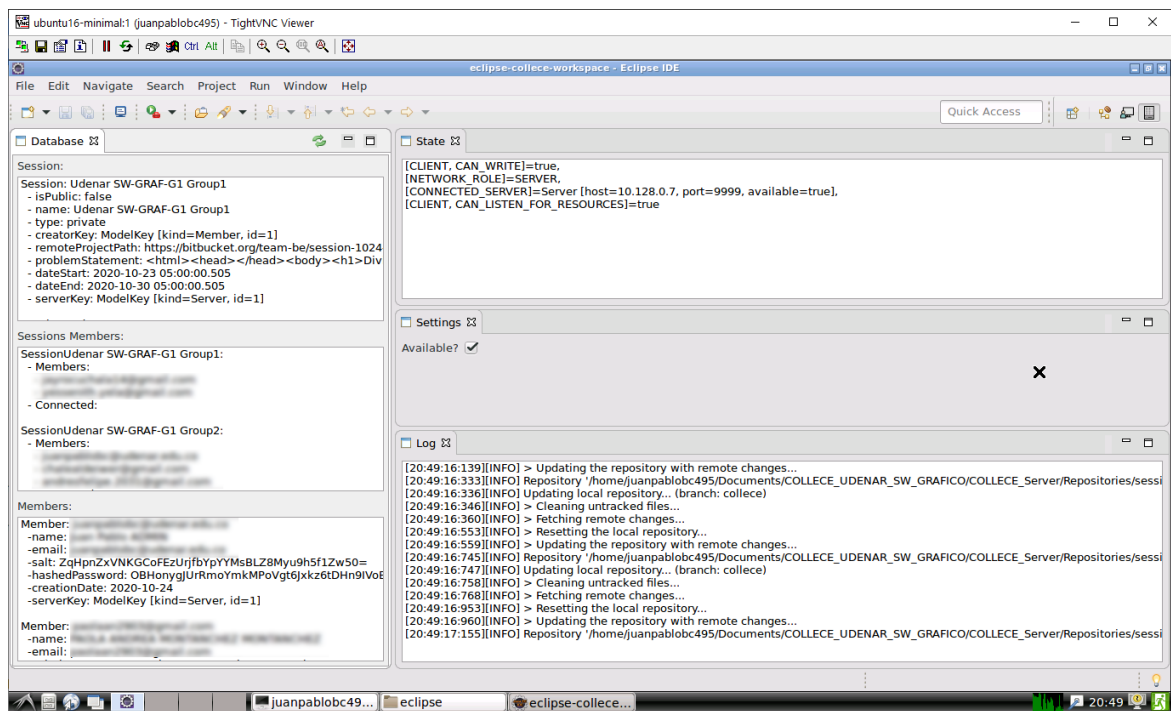 ubuntu16-minimal:1 (juanpablobc495) - TightVNC Viewer
Ctrl Alt
eclipse-collece-workspace - Eclipse IDE
File Edit Navigate Search Project Run Window Help
Quick Access
Database
Session:
Session: Udenar SW-GRAF-G1 Group1
- isPublic: false
- name: Udenar SW-GRAF-G1 Group1
- type: private
- creatorKey: ModelKey [kind=Member, id=1]
- remoteProjectPath: https://bitbucket.org/team-be/session-1024
- problemStatement: <html><head></head><body><h1>Div
- dateStart: 2020-10-23 05:00:00.505
- dateEnd: 2020-10-30 05:00:00.505
- serverKey: ModelKey [kind=Server, id=1]
Sessions Members:
SessionUdenar SW-GRAF-G1 Group1:
- Members:
- Connected:
SessionUdenar SW-GRAF-G1 Group2:
- Members:
Members:
Member:
-name:
-email:
-salt: ZqHpnZxVNKGCoFEzUrjfbYpYYMsBLZ8Myu9h5f1Zw50=
-hashedPassword: OBHonygJUrRmoYmkMPoVgt6Jxkz6tDHn9IVoE
-creationDate: 2020-10-24
-serverKey: ModelKey [kind=Server, id=1]
Member:
-name:
-email:
State
[CLIENT, CAN_WRITE]=true,
[NETWORK_ROLE]=SERVER,
[CONNECTED_SERVER]=Server [host=10.128.0.7, port=9999, available=true],
[CLIENT, CAN_LISTEN_FOR_RESOURCES]=true
Settings
Available?
Log
[20:49:16:139][INFO] > Updating the repository with remote changes...
[20:49:16:333][INFO] Repository '/home/juanpablobc495/Documents/COLLECE_UDENAR_SW_GRAFICO/COLLECE_Server/Repositories/sessi
[20:49:16:336][INFO] Updating local repository... (branch: collece)
[20:49:16:346][INFO] > Cleaning untracked files...
[20:49:16:360][INFO] > Fetching remote changes...
[20:49:16:553][INFO] > Resetting the local repository...
[20:49:16:559][INFO] > Updating the repository with remote changes...
[20:49:16:745][INFO] Repository '/home/juanpablobc495/Documents/COLLECE_UDENAR_SW_GRAFICO/COLLECE_Server/Repositories/sessi
[20:49:16:747][INFO] Updating local repository... (branch: collece)
[20:49:16:758][INFO] > Cleaning untracked files...
[20:49:16:768][INFO] > Fetching remote changes...
[20:49:16:953][INFO] > Resetting the local repository...
[20:49:16:960][INFO] > Updating the repository with remote changes...
[20:49:17:155][INFO] Repository '/home/juanpablobc495/Documents/COLLECE_UDENAR_SW_GRAFICO/COLLECE_Server/Repositories/sessi
juanpablobc49...
eclipse
eclipse-collece...
20:49